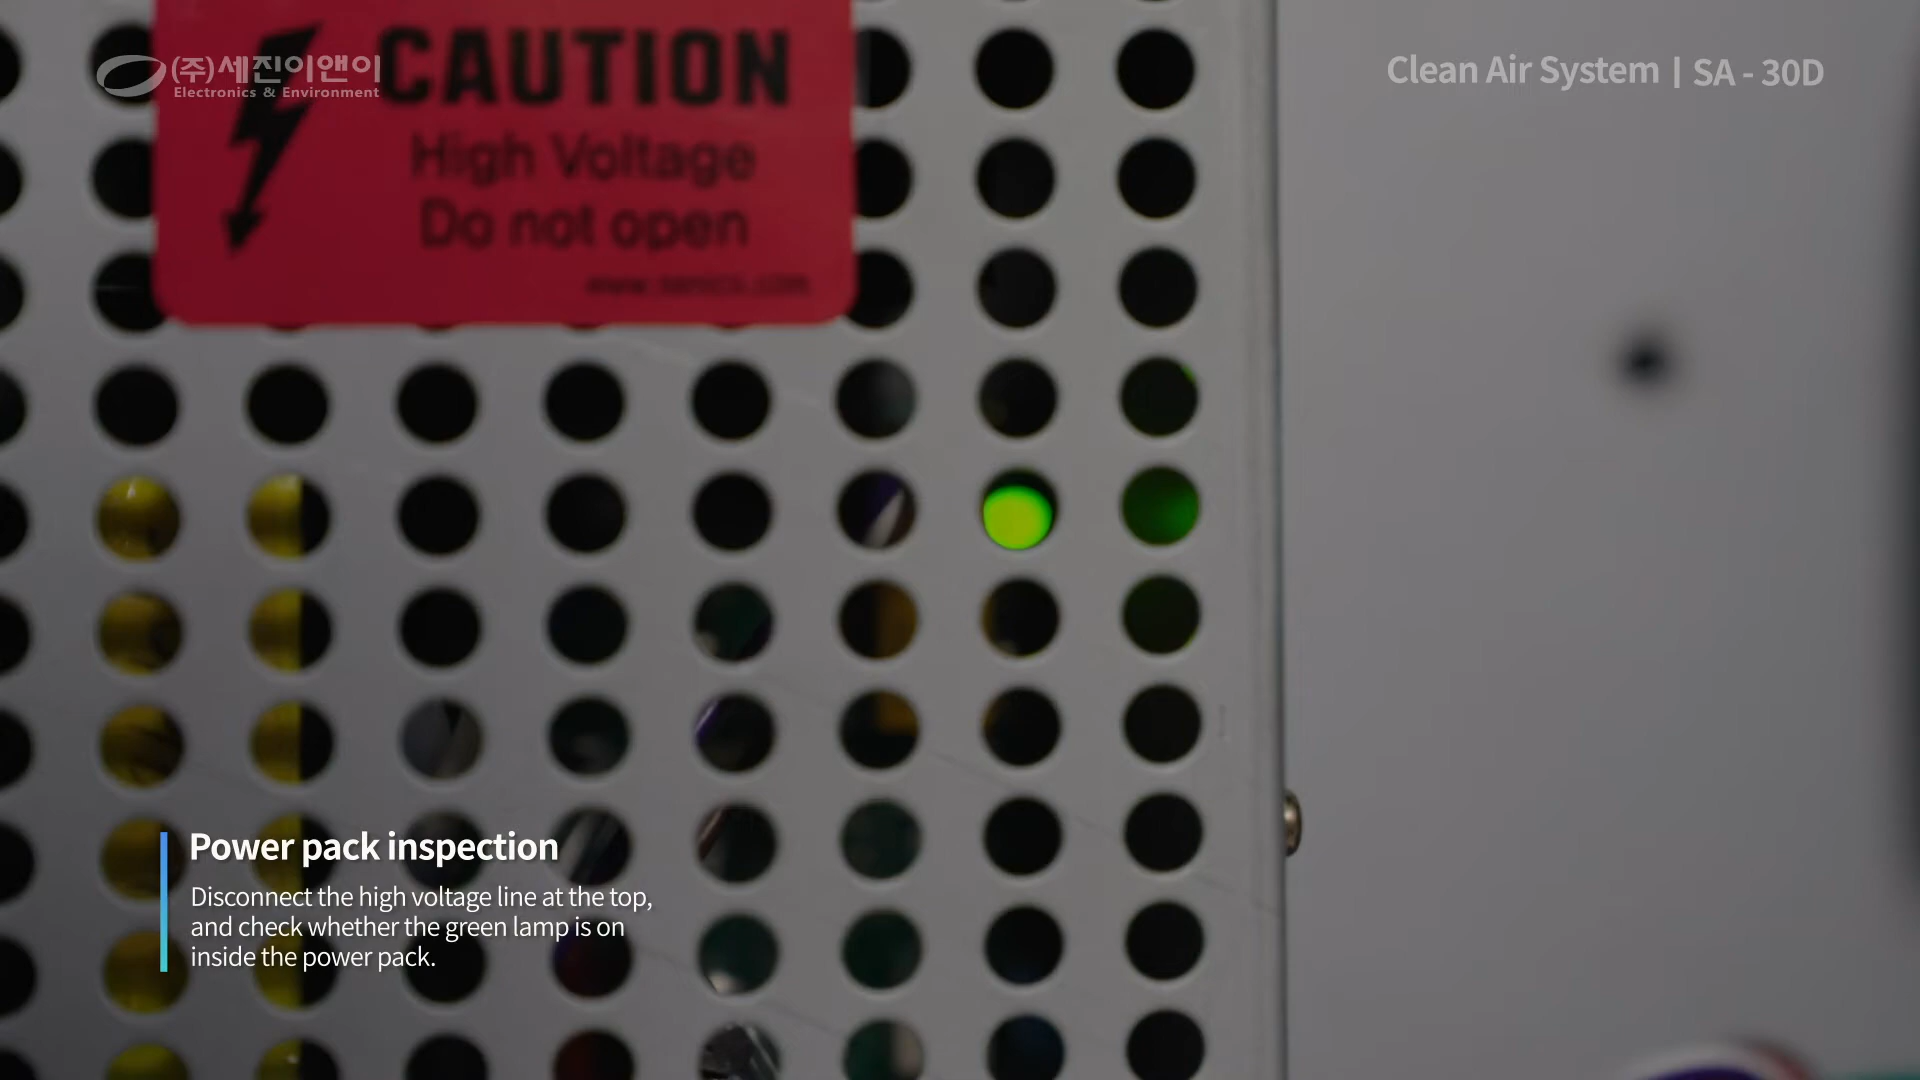 (주)세진이앤이
Electronics & Environment
Clean Air System | SA - 30D
CAUTION
High Voltage
Do not open
Power pack inspection
Disconnect the high voltage line at the top,
and check whether the green lamp is on
inside the power pack.